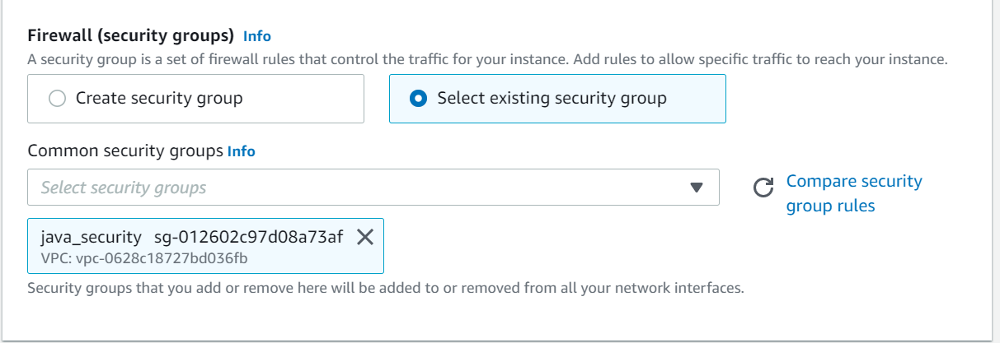 Firewall (security groups) Info
A security group is a set of firewall rules that control the traffic for your instance. Add rules to allow specific traffic to reach your instance.
Create security group
Select existing security group
Common security groups Info
Select security groups
Compare security
group rules
java_security sg-012602c97d08a73af
VPC: vpc-0628c18727bd036fb
Security groups that you add or remove here will be added to or removed from all your network interfaces.